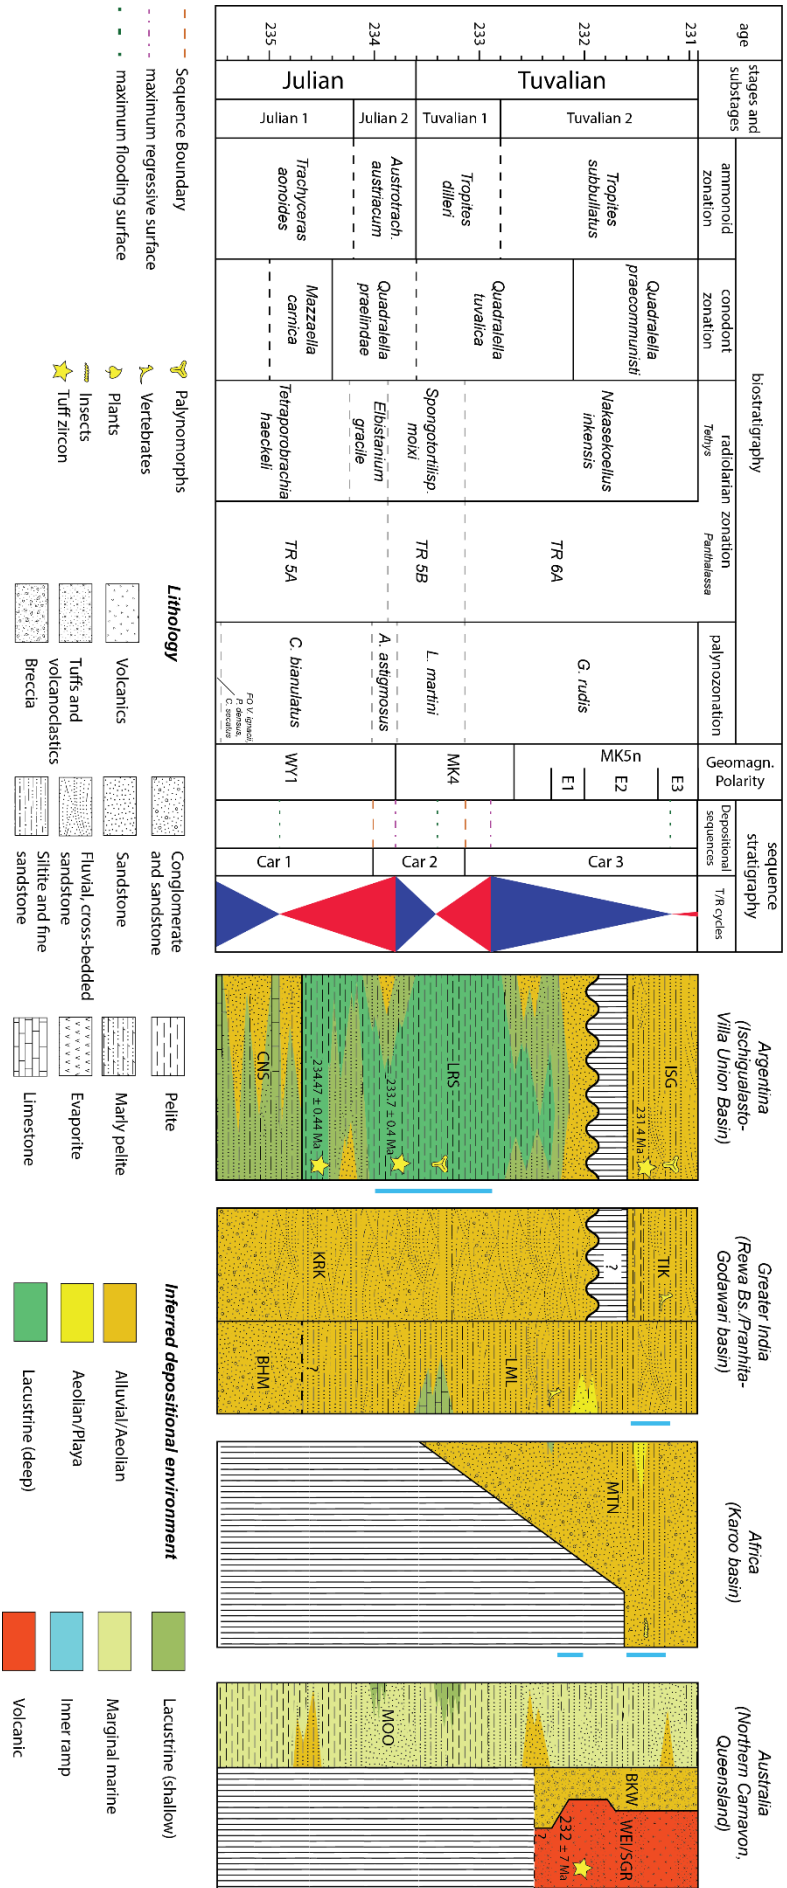 age
231
232
233
234
235
stages and
substages
Tuvalian
Julian
Tuvalian 2
Tuvalian 1
Julian 2
Julian 1
biostratigraphy
ammonoid
zonation
Tropites
subbullatus
Tropites
dilleri
Austrotrach.
austriacum
Trachyceras
aonoides
conodont
zonation
Quadralella
praecommunisti
Quadralella
tuvalica
Quadralella
praelindae
Mazzaella
carnica
radiolarian zonation
Tethys
Panthalassa
Nakasekoellus
inkensis
Spongotortilisp.
moixi
Elbistanium
gracile
Tetraporobrachia
haeckeli
TR 6A
TR 5B
TR 5A
palynozonation
G. rudis
L. martini
A. astigmosus
C. bianulatus
FO V. ignacii,
P. densus,
C. secatus
Geomagn.
Polarity
MK5n
E3
E2
E1
MK4
WY1
sequence
stratigraphy
Depositional
sequences
Car 3
Car 2
Car 1
T/R cycles
Argentina
(Ischigualasto-
Villa Union Basin)
ISG
231.4 Ma
LRS
233.7 ± 0.4 Ma
234.47 ± 0.44 Ma
CNS
Greater India
(Rewa Bs./Pranhita-
Godawari basin)
TIK
?
KRK
LML
?
BHM
Africa
(Karoo basin)
MTN
Australia
(Northern Carnavon,
Queensland)
MOO
BKW
WEI/SGR
232 ± 7 Ma
?
Sequence Boundary
maximum regressive surface
maximum flooding surface
Palynomorphs
Vertebrates
Plants
Insects
Tuff zircon
Lithology
Volcanics
Tuffs and
volcanoclastics
Breccia
Conglomerate
and sandstone
Sandstone
Fluvial, cross-bedded
sandstone
Siltite and fine
sandstone
Pelite
Marly pelite
Evaporite
Limestone
Inferred depositional environment
Alluvial/Aeolian
Aeolian/Playa
Lacustrine (deep)
Lacustrine (shallow)
Marginal marine
Inner ramp
Volcanic